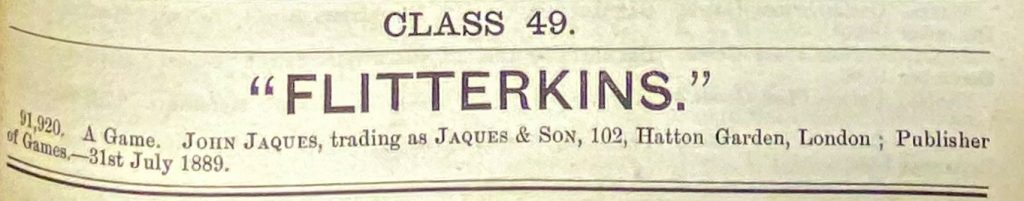 CLASS 49.
"FLITTERKINS."
91,920. A Game. JOHN JAQUES, trading as JAQUES & SON, 102, Hatton Garden, London ; Publisher
of Games.—31st July 1889.